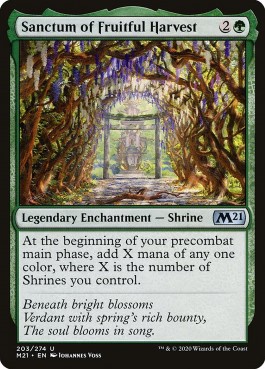 Sanctum of Fruitful Harvest 2
M21
Legendary Enchantment — Shrine
At the beginning of your precombat
main phase, add X mana of any one
color, where X is the number of
Shrines you control.
Beneath bright blossoms
Verdant with spring's rich bounty,
The soul blooms in song.
203/274 U
M21 • EN Johannes Voss
™ & © 2020 Wizards of the Coast